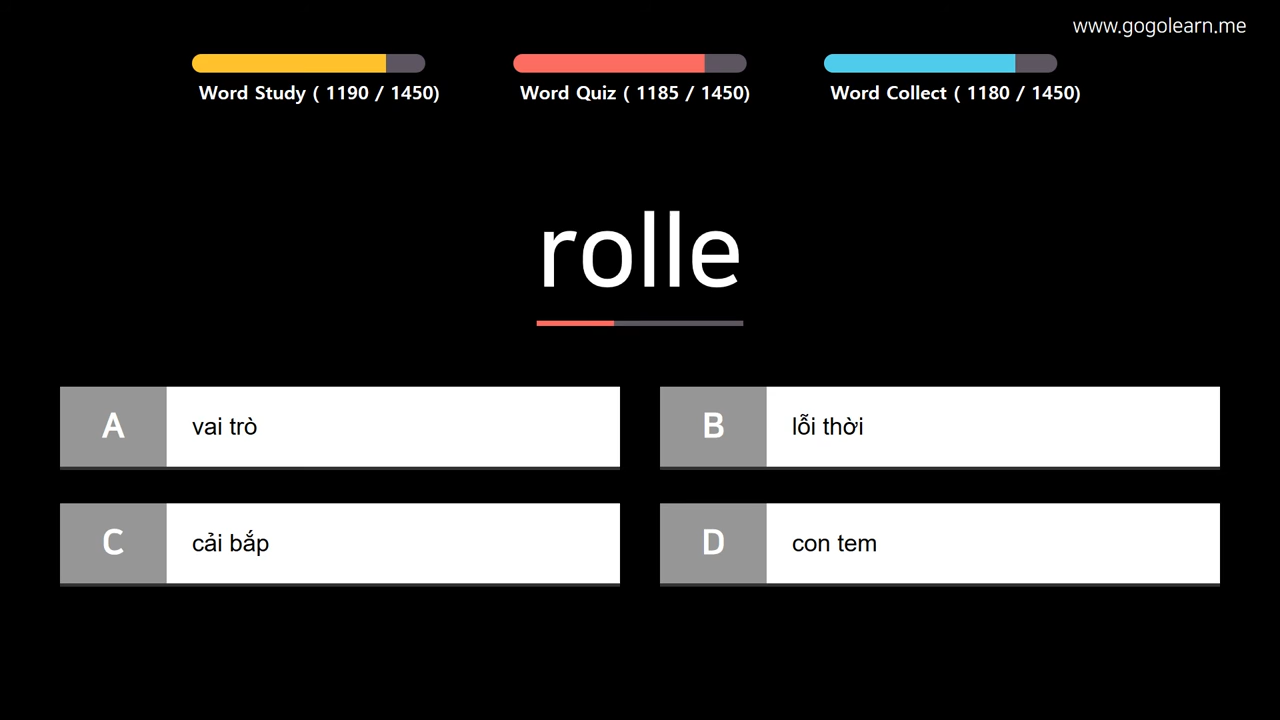 www.gogolearn.me
Word Study ( 1190 / 1450)
Word Quiz ( 1185 / 1450)
Word Collect ( 1180 / 1450)
rolle
A
vai trò
B
lỗi thời
C
cải bắp
D
con tem